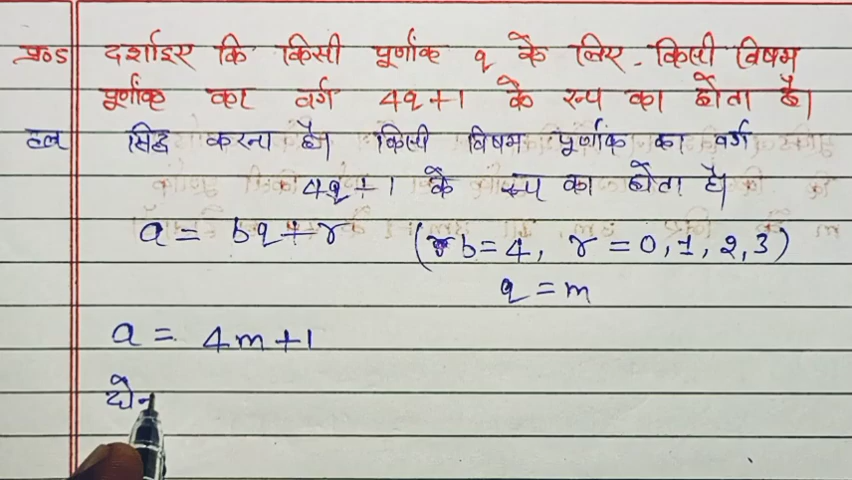 प्र०5 दर्शाइए कि किसी पूर्णांक q के लिए किसी विषम
पूर्णांक का वर्ग 4q+1 के रूप का होता है।
हल सिद्ध करना है। किसी विषम पूर्णांक का वर्ग
4q+1 के रूप का होता है।
a = bq+r (b=4, r=0,1,2,3)
q = m
a = 4m+1
दोन